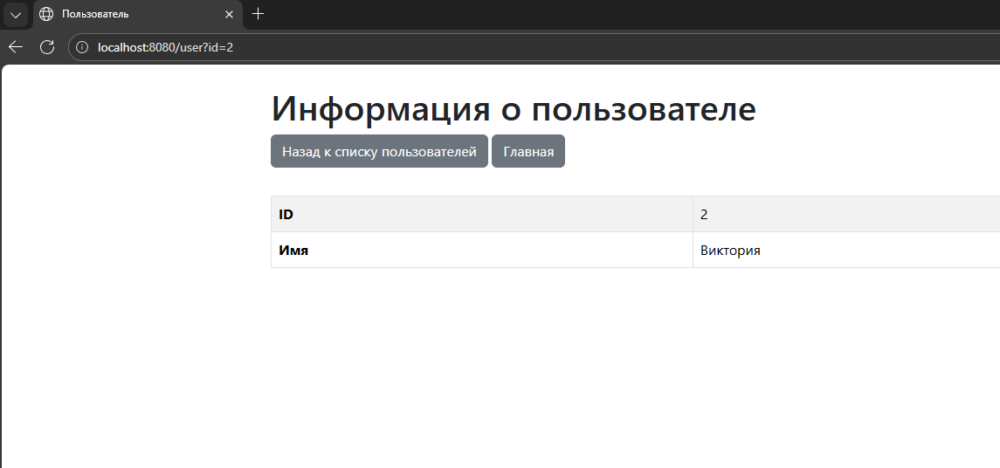 Пользователь
localhost:8080/user?id=2
Информация о пользователе
Назад к списку пользователей Главная
ID 2
Имя Виктория